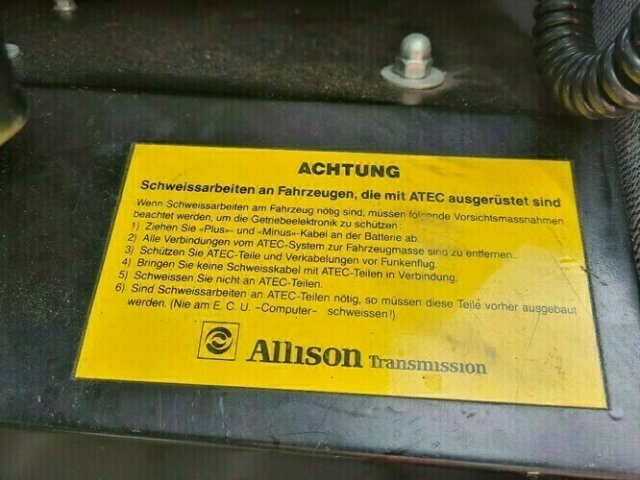 ACHTUNG
Schweissarbeiten an Fahrzeugen, die mit ATEC ausgerüstet sind
Wenn Schweissarbeiten am Fahrzeug nötig sind, müssen folgende Vorsichtsmassnahmen
beachtet werden, um die Getriebeelektronik zu schützen :
1) Ziehen Sie «Plus»- und «Minus»-Kabel an der Batterie ab.
2) Alle Verbindungen vom ATEC-System zur Fahrzeugmasse sind zu entfernen.
3) Schützen Sie ATEC-Teile und Verkabelungen vor Funkenflug.
4) Bringen Sie keine Schweisskabel mit ATEC-Teilen in Verbindung.
5) Schweissen Sie nicht an ATEC-Teilen.
6) Sind Schweissarbeiten an ATEC-Teilen nötig, so müssen diese Teile vorher ausgebaut
werden. (Nie am E. C. U. -Computer- schweissen!).
Allison Transmission